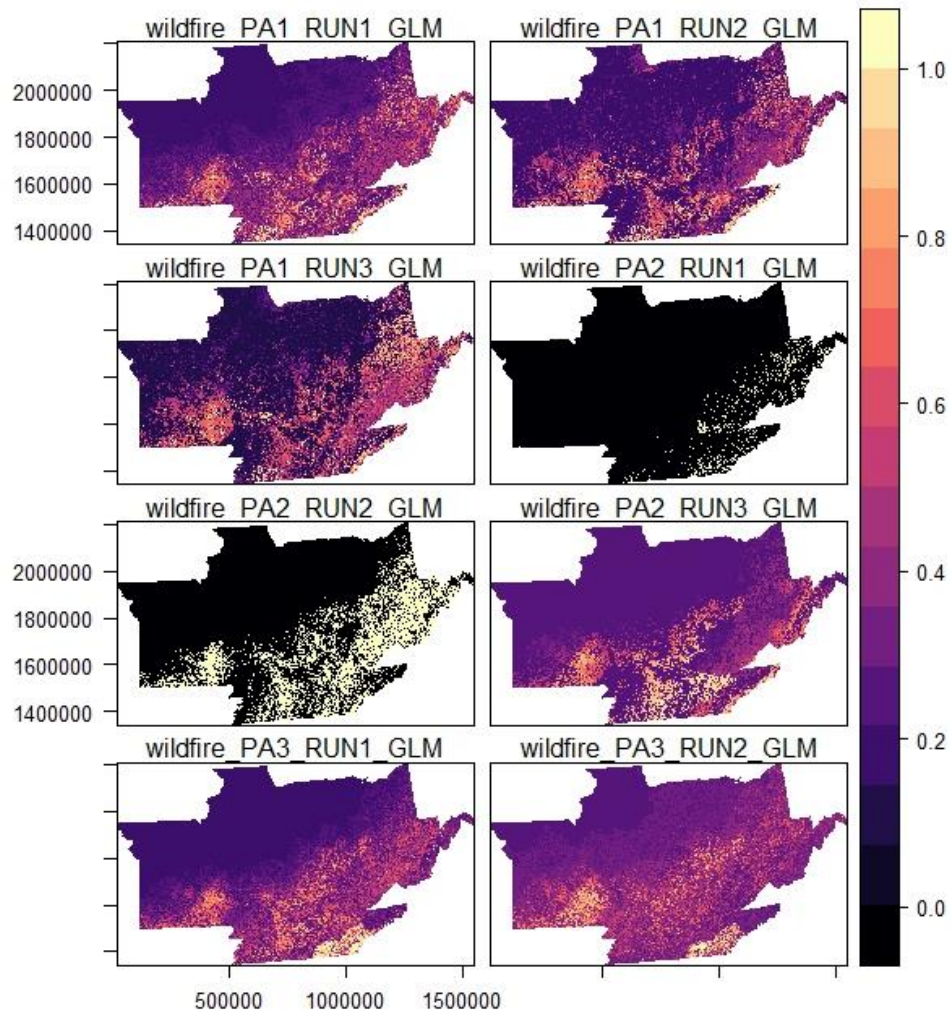 wildfire_PA1_RUN1_GLM
wildfire_PA1_RUN2_GLM
2000000
1800000
1600000
1400000
wildfire_PA1_RUN3_GLM
wildfire_PA2_RUN1_GLM
wildfire_PA2_RUN2_GLM
wildfire_PA2_RUN3_GLM
2000000
1800000
1600000
1400000
wildfire_PA3_RUN1_GLM
wildfire_PA3_RUN2_GLM
500000 1000000 1500000
1.0
0.8
0.6
0.4
0.2
0.0